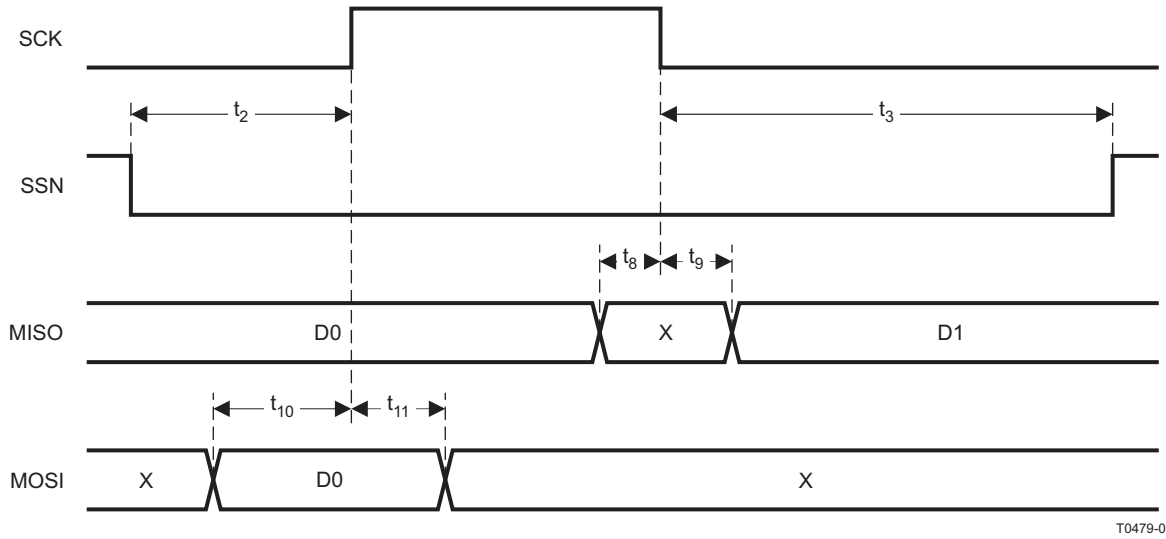 SCK
t2 t3
SSN
t8 t9
MISO D0 X D1
t10 t11
MOSI X D0 X
T0479-0